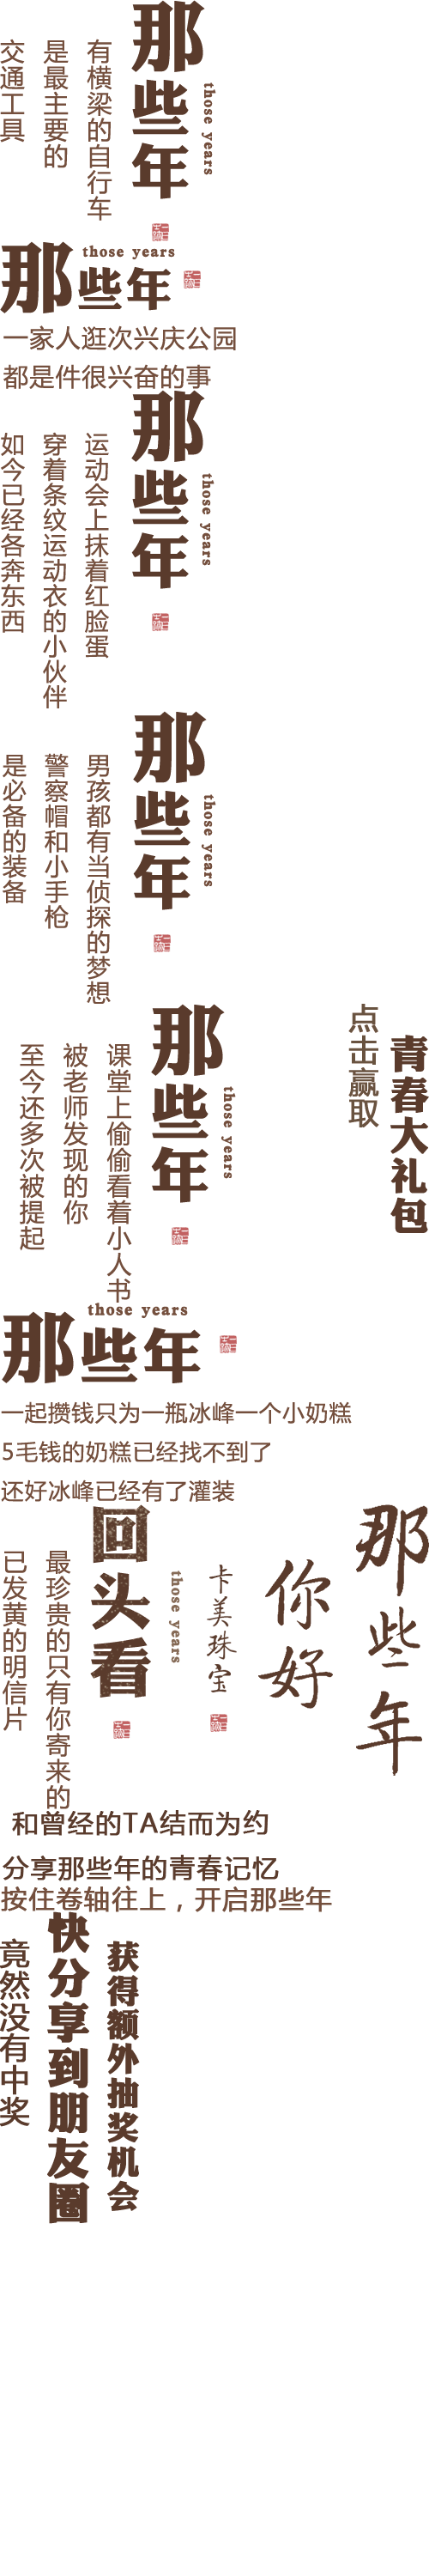 那些年
those years
有横梁的自行车
是最主要的
交通工具
那些年
those years
一家人逛次兴庆公园
都是件很兴奋的事
那些年
those years
运动会上抹着红脸蛋
穿着条纹运动衣的小伙伴
如今已经各奔东西
那些年
those years
男孩都有当侦探的梦想
警察帽和小手枪
是必备的装备
青春大礼包
点击赢取
那些年
those years
课堂上偷偷看着小人书
被老师发现的你
至今还多次被提起
those years
那些年
一起攒钱只为一瓶冰峰一个小奶糕
5毛钱的奶糕已经找不到了
还好冰峰已经有了灌装
那些年
你好
卡美珠宝
those years
回头看
最珍贵的只有你寄来的
已发黄的明信片
和曾经的TA结而为约
分享那些年的青春记忆
按住卷轴往上，开启那些年
获得额外抽奖机会
快分享到朋友圈
竟然没有中奖